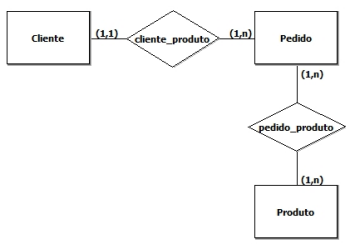 Cliente (1,1) cliente_produto (1,n) Pedido
(1,n)
pedido_produto
(1,n)
Produto